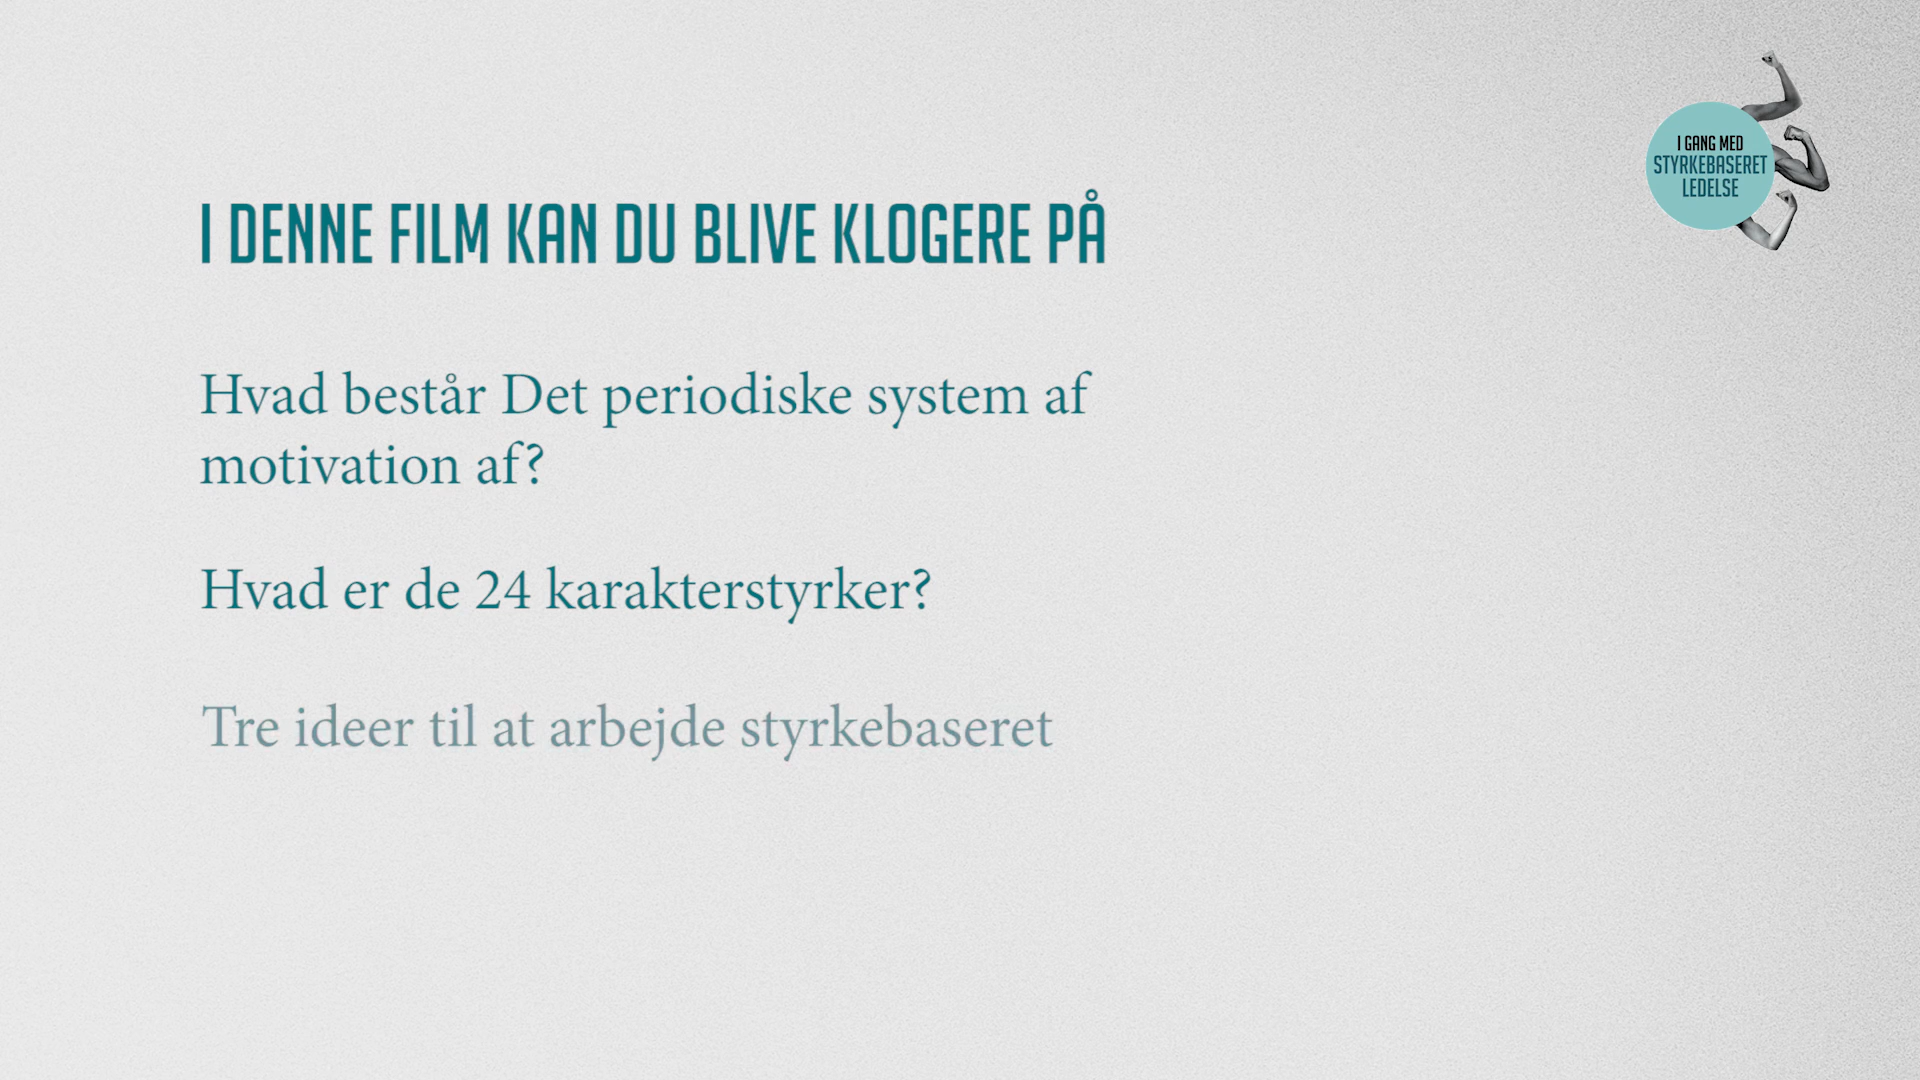 I GANG MED
STYRKEBASERET
LEDELSE
I DENNE FILM KAN DU BLIVE KLOGERE PÅ
Hvad består Det periodiske system af
motivation af?
Hvad er de 24 karakterstyrker?
Tre ideer til at arbejde styrkebaseret